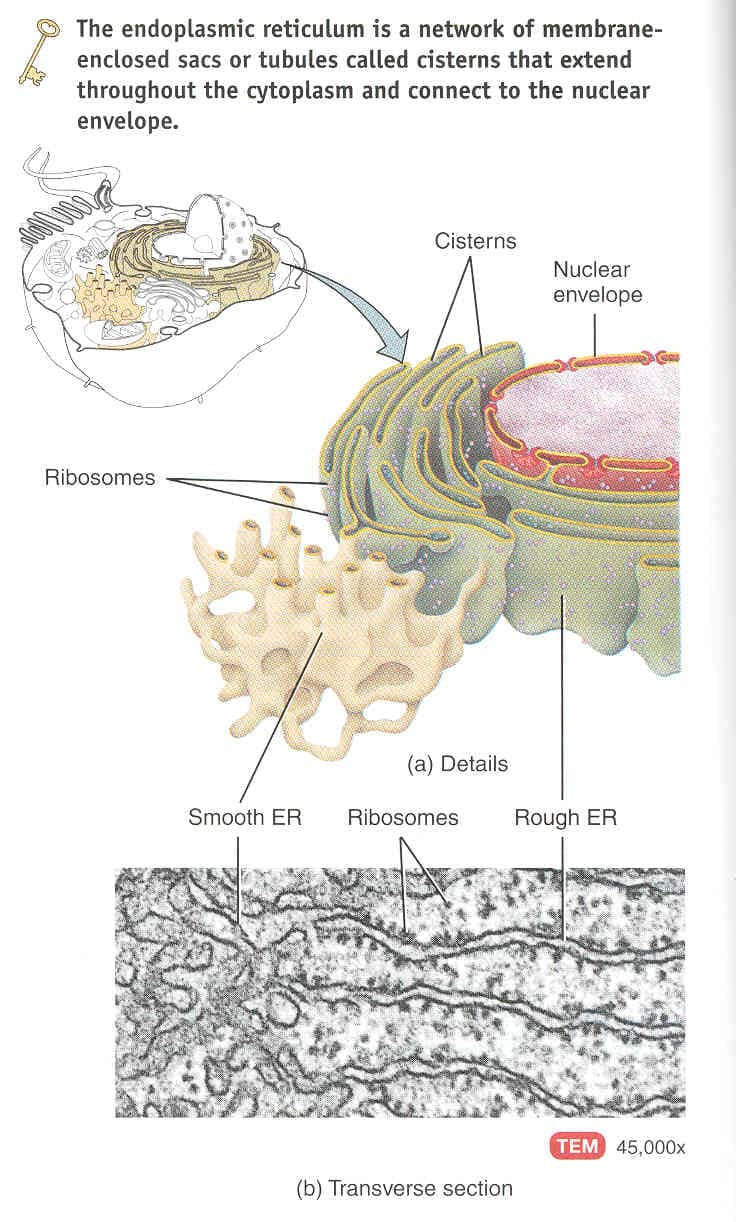 The endoplasmic reticulum is a network of membrane-
enclosed sacs or tubules called cisterns that extend
throughout the cytoplasm and connect to the nuclear
envelope.
Cisterns
Nuclear
envelope
Ribosomes
(a) Details
Smooth ER
Ribosomes
Rough ER
TEM 45,000x
(b) Transverse section